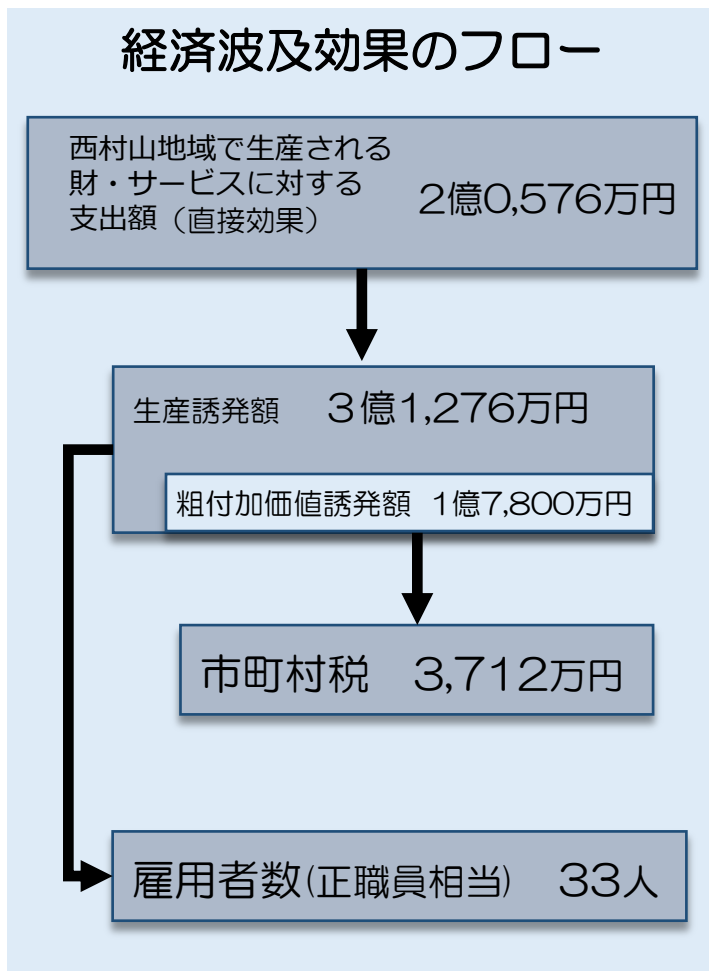 経済波及効果のフロー
西村山地域で生産される
財・サービスに対する
支出額（直接効果）
2億0,576万円
生産誘発額　３億1,276万円
粗付加価値誘発額 1億7,800万円
市町村税　3,712万円
雇用者数(正職員相当)　33人